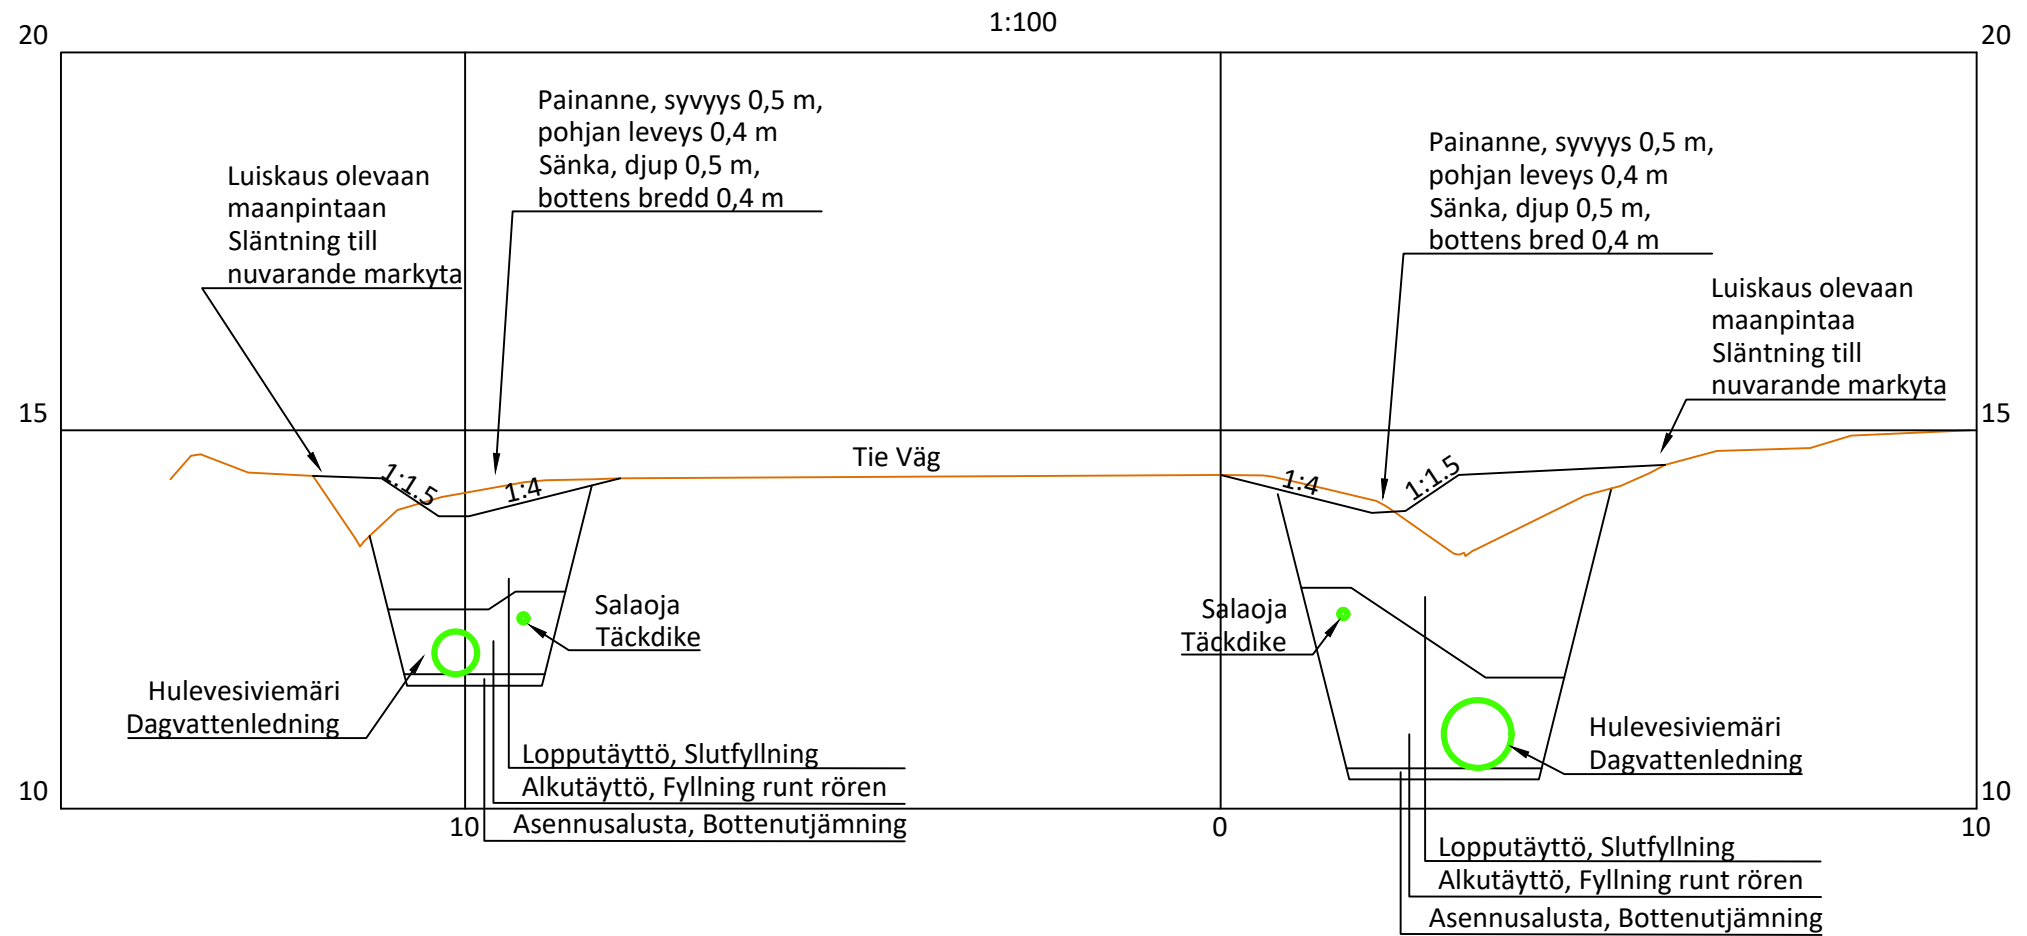 1:100
20
20
Painanne, syvyys 0,5 m,
pohjan leveys 0,4 m
Sänka, djup 0,5 m,
bottens bredd 0,4 m
Painanne, syvyys 0,5 m,
pohjan leveys 0,4 m
Sänka, djup 0,5 m,
bottens bred 0,4 m
Luiskaus olevaan
maanpintaan
Släntning till
nuvarande markyta
Luiskaus olevaan
maanpintaa
Släntning till
nuvarande markyta
15
15
1:1.5
1:4
Tie Väg
1:4
1:1.5
Salaoja
Täckdike
Salaoja
Täckdike
Hulevesiviemäri
Dagvattenledning
Hulevesiviemäri
Dagvattenledning
Lopputäyttö, Slutfyllning
Alkutäyttö, Fyllning runt rören
Asennusalusta, Bottenutjämning
10
10
10
0
10
Lopputäyttö, Slutfyllning
Alkutäyttö, Fyllning runt rören
Asennusalusta, Bottenutjämning